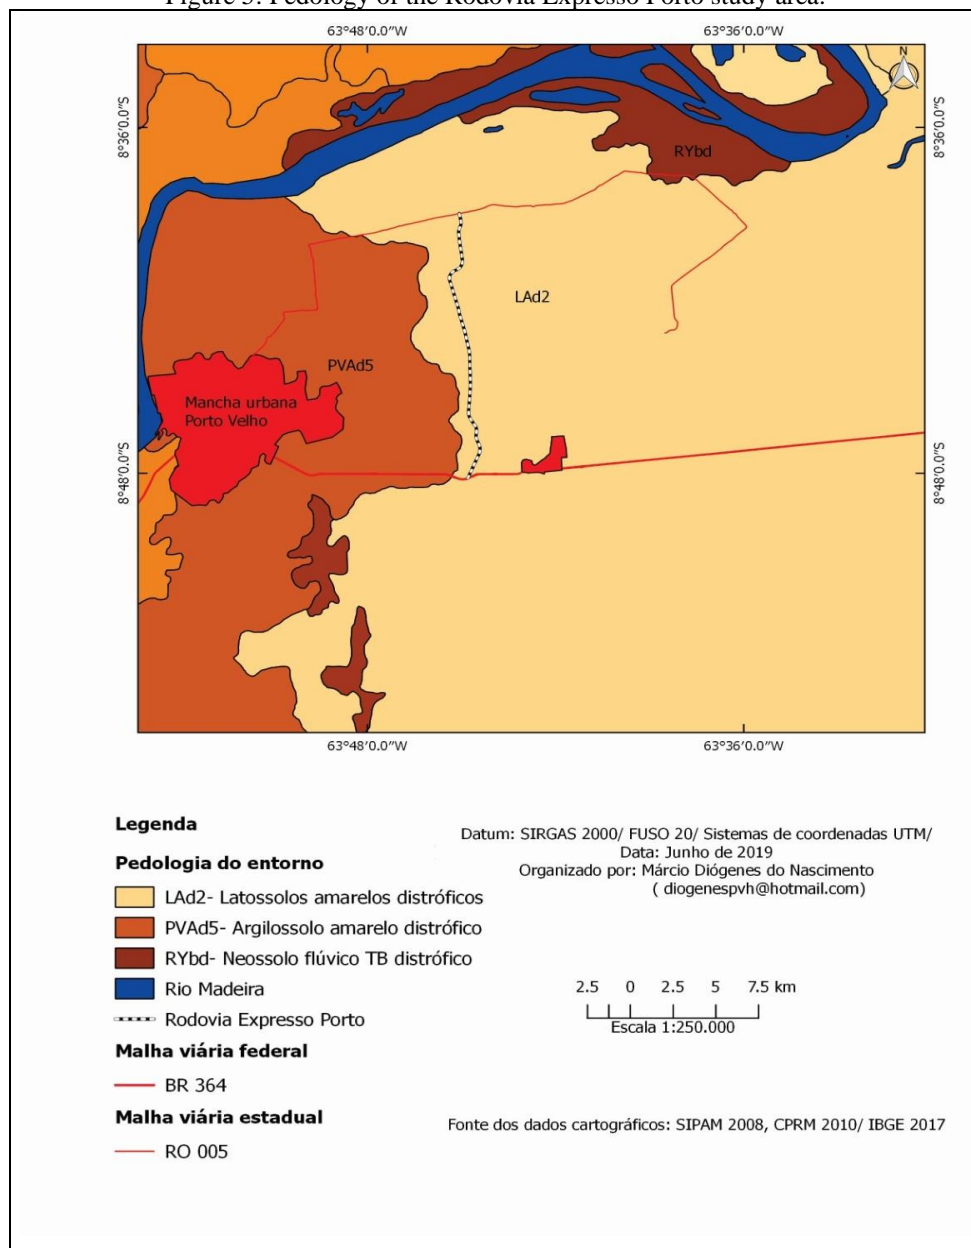 Figure 3. Pedology of the Rodovia Expresso Porto study area.
63°48'0.0"W
63°36'0.0"W
N
8°36'0.0"S
8°36'0.0"S
RYbd
LAd2
PVAd5
Mancha urbana
Porto Velho
8°48'0.0"S
8°48'0.0"S
63°48'0.0"W
63°36'0.0"W
Legenda
Pedologia do entorno
LAd2- Latossolos amarelos distróficos
PVAd5- Argilossolo amarelo distrófico
RYbd- Neossolo flúvico TB distrófico
Rio Madeira
Rodovia Expresso Porto
Malha viária federal
BR 364
Malha viária estadual
RO 005
Datum: SIRGAS 2000/ FUSO 20/ Sistemas de coordenadas UTM/
Data: Junho de 2019
Organizado por: Márcio Diógenes do Nascimento
( diogenespvh@hotmail.com)
2.5 0 2.5 5 7.5 km
Escala 1:250.000
Fonte dos dados cartográficos: SIPAM 2008, CPRM 2010/ IBGE 2017